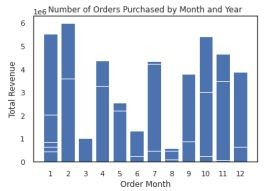 Number of Orders Purchased by Month and Year
1e6
6
5
4
3
2
1
0
Total Revenue
1 2 3 4 5 6 7 8 9 10 11 12
Order Month